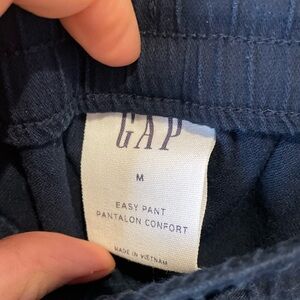 GAP
M
EASY PANT
PANTALON CONFORT
MADE IN VIETNAM